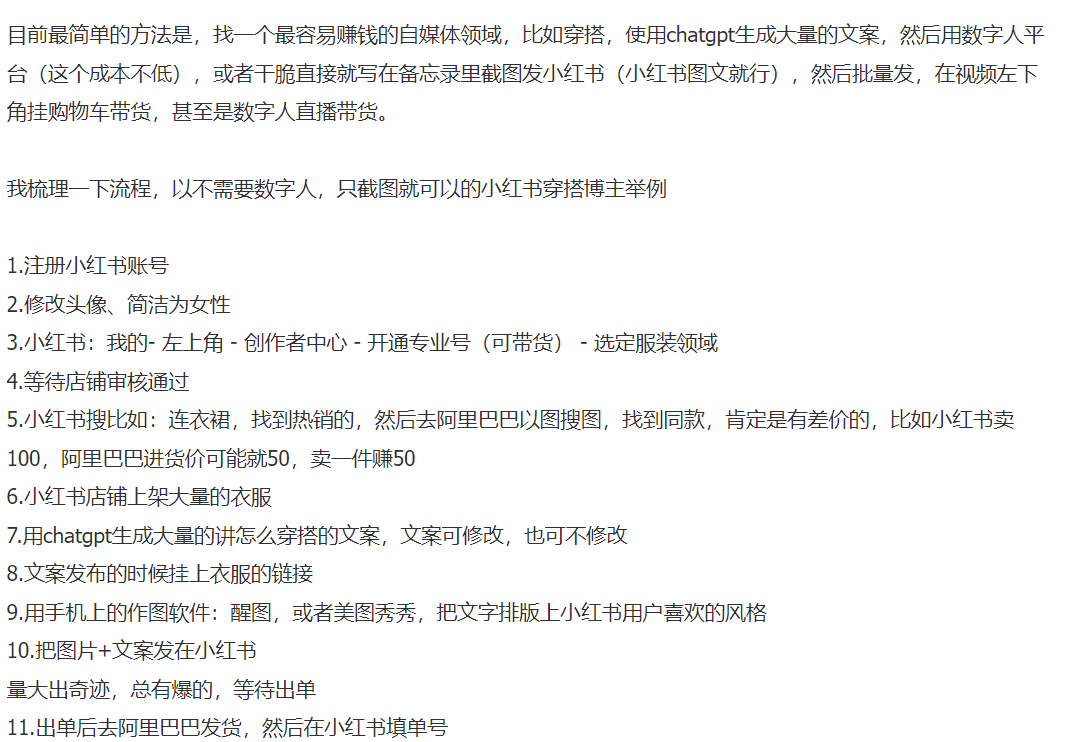 目前最简单的方法是，找一个最容易赚钱的自媒体领域，比如穿搭，使用chatgpt生成大量的文案，然后用数字人平
台（这个成本不低），或者干脆直接就写在备忘录里截图发小红书（小红书图文就行），然后批量发，在视频左下
角挂购物车带货，甚至是数字人直播带货。
我梳理一下流程，以不需要数字人，只截图就可以的小红书穿搭博主举例
1.注册小红书账号
2.修改头像、简洁为女性
3.小红书：我的- 左上角 - 创作者中心 - 开通专业号（可带货） - 选定服装领域
4.等待店铺审核通过
5.小红书搜比如：连衣裙，找到热销的，然后去阿里巴巴以图搜图，找到同款，肯定是有差价的，比如小红书卖
100，阿里巴巴进货价可能就50，卖一件赚50
6.小红书店铺上架大量的衣服
7.用chatgpt生成大量的讲怎么穿搭的文案，文案可修改，也可不修改
8.文案发布的时候挂上衣服的链接
9.用手机上的作图软件：醒图，或者美图秀秀，把文字排版上小红书用户喜欢的风格
10.把图片+文案发在小红书
量大出奇迹，总有爆的，等待出单
11.出单后去阿里巴巴发货，然后在小红书填单号